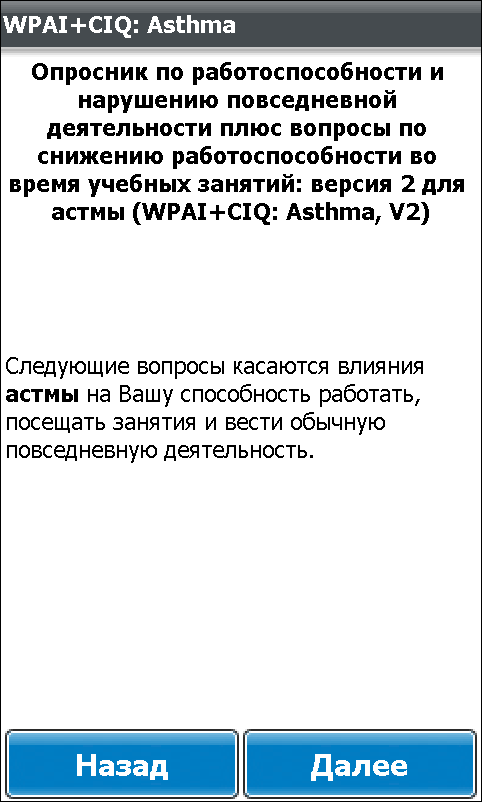 WPAI+CIQ: Asthma
Опросник по работоспособности и
нарушению повседневной
деятельности плюс вопросы по
снижению работоспособности во
время учебных занятий: версия 2 для
астмы (WPAI+CIQ: Asthma, V2)
Следующие вопросы касаются влияния
астмы на Вашу способность работать,
посещать занятия и вести обычную
повседневную деятельность.
Назад
Далее